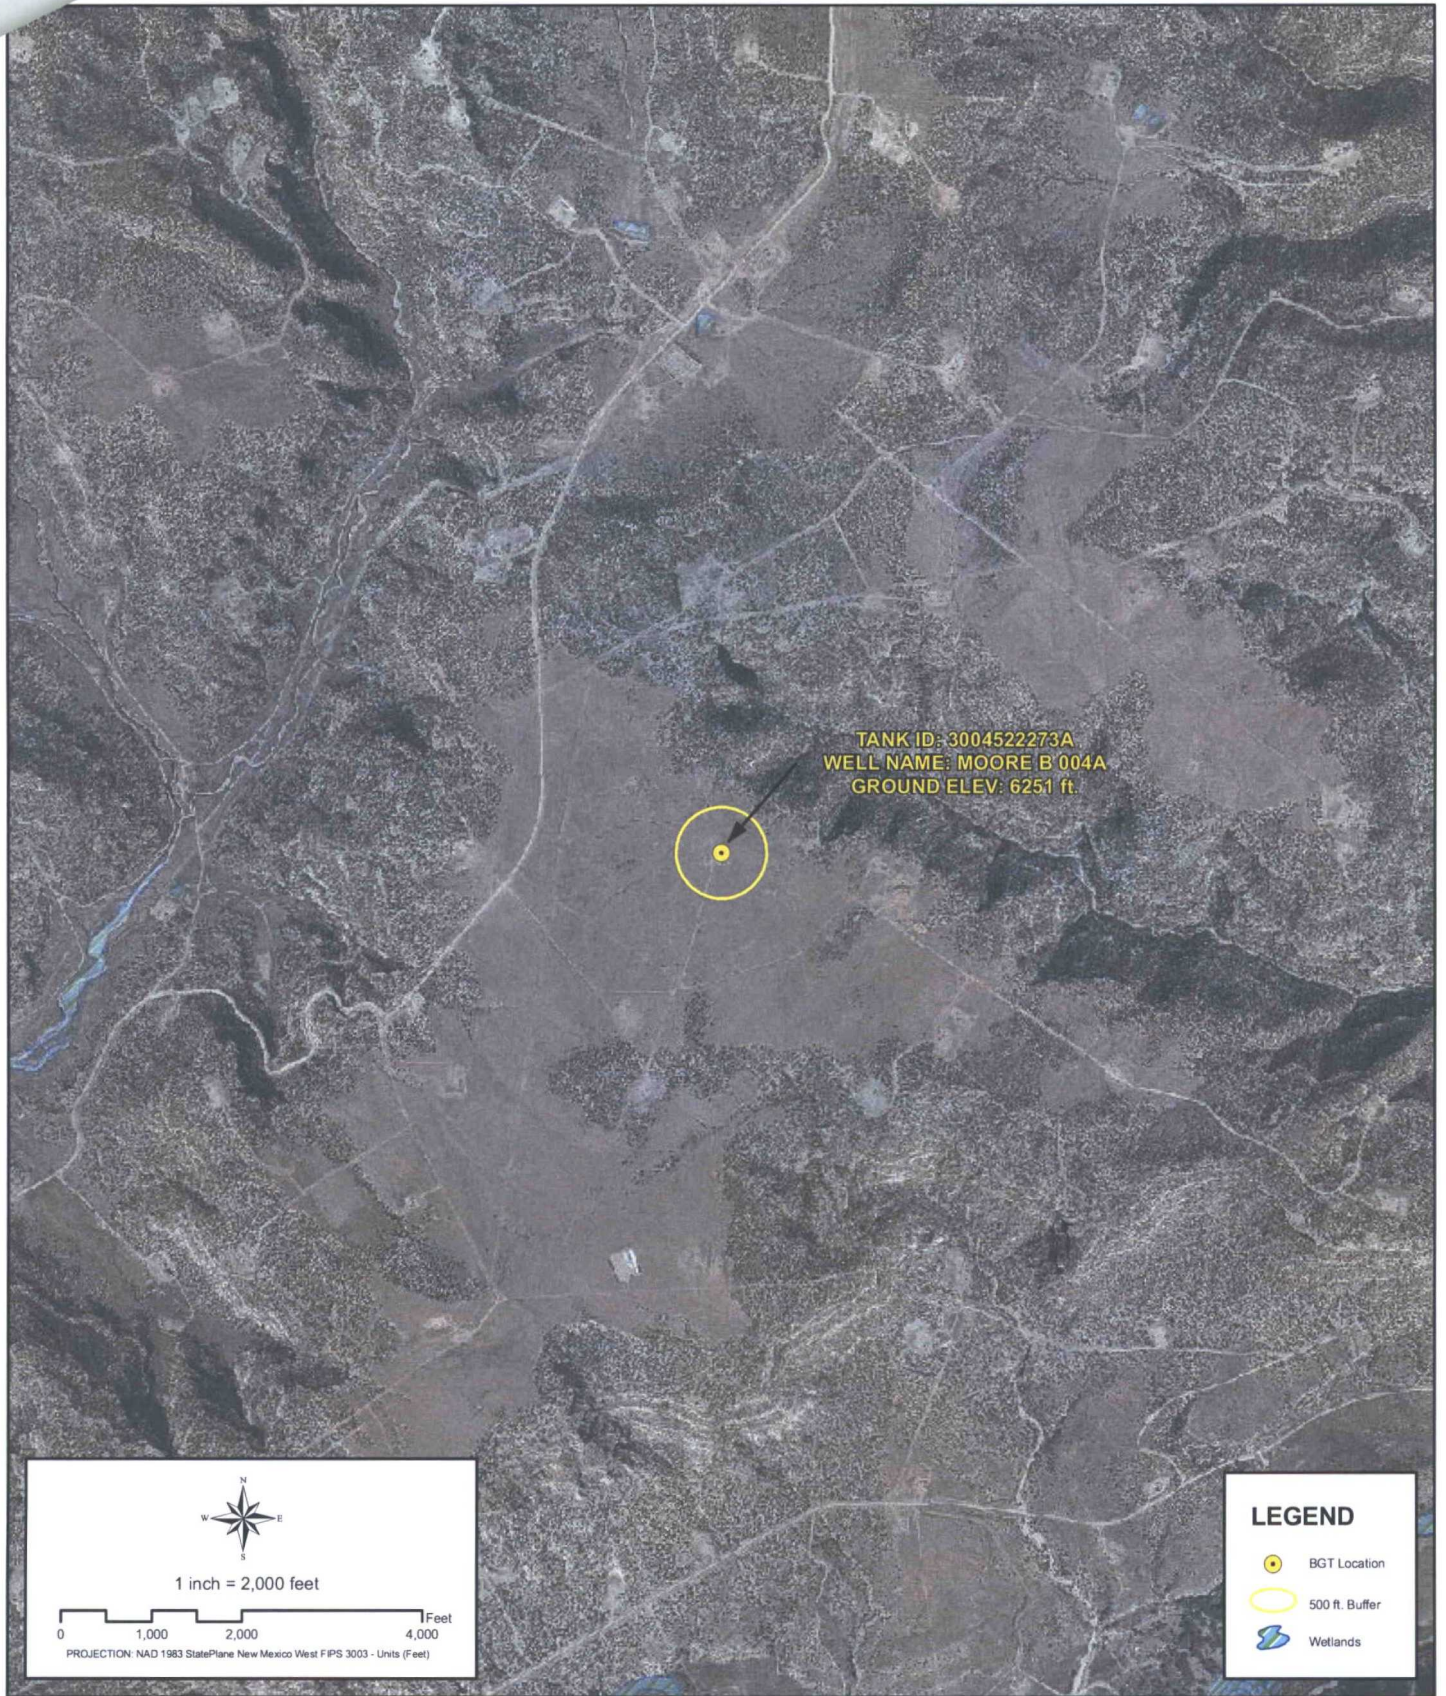 TANK ID: 3004522273A
WELL NAME: MOORE B 004A
GROUND ELEV: 6251 ft.
N
W
E
S
1 inch = 2,000 feet
Feet
0
1,000
2,000
4,000
PROJECTION: NAD 1983 StatePlane New Mexico West FIPS 3003 - Units (Feet)
LEGEND
BGT Location
500 ft. Buffer
Wetlands